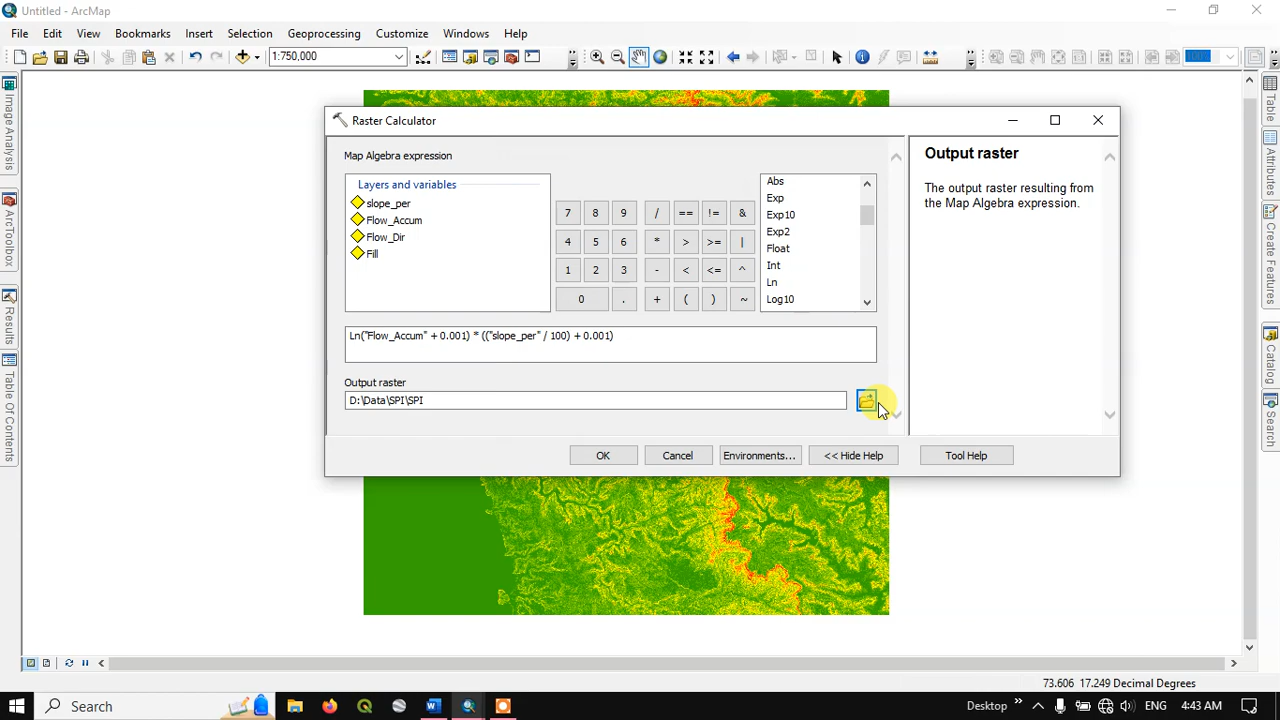 Untitled - ArcMap
File Edit View Bookmarks Insert Selection Geoprocessing Customize Windows Help
1:750,000
Image Analysis
ArcToolbox
Results
Table Of Contents
Raster Calculator
Map Algebra expression
Layers and variables
slope_per
Flow_Accum
Flow_Dir
Fill
7 8 9 / == != &
4 5 6 * > >= |
1 2 3 - < <= ^
0 . + ( ) ~
Abs
Exp
Exp10
Exp2
Float
Int
Ln
Log10
Ln("Flow_Accum" + 0.001) * (("slope_per" / 100) + 0.001)
Output raster
D:\Data\SPI\SPI
OK Cancel Environments... << Hide Help Tool Help
Output raster
The output raster resulting from
the Map Algebra expression.
Table
Attributes
Create Features
Catalog
Search
73.606 17.249 Decimal Degrees
Search
Desktop
ENG
4:43 AM